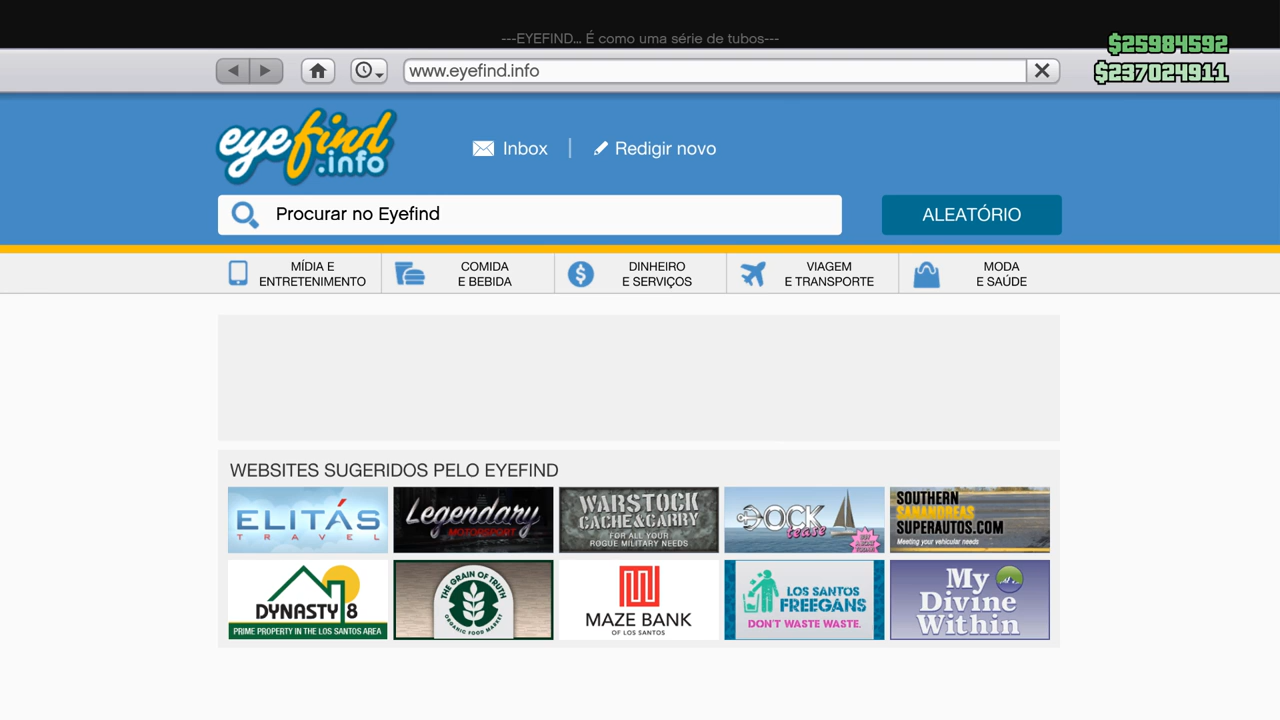 ---EYEFIND... É como uma série de tubos---
$25984592
www.eyefind.info
$237024911
eyefind
.info
Inbox
Redigir novo
Procurar no Eyefind
ALEATÓRIO
MÍDIA E
ENTRETENIMENTO
COMIDA
E BEBIDA
DINHEIRO
E SERVIÇOS
VIAGEM
E TRANSPORTE
MODA
E SAÚDE
WEBSITES SUGERIDOS PELO EYEFIND
ELITÁS
TRAVEL
Legendary
MOTORSPORT
WARSTOCK
CACHE&CARRY
FOR ALL YOUR
ROGUE MILITARY NEEDS
DOCK
tease
SOUTHERN
SANANDREAS
SUPERAUTOS.COM
Meeting your vehicular needs
DYNASTY 8
PRIME PROPERTY IN THE LOS SANTOS AREA
THE GRAIN OF TRUTH
ORGANIC FOOD MARKET
MAZE BANK
OF LOS SANTOS
LOS SANTOS
FREEGANS
DON'T WASTE WASTE.
My
Divine
Within